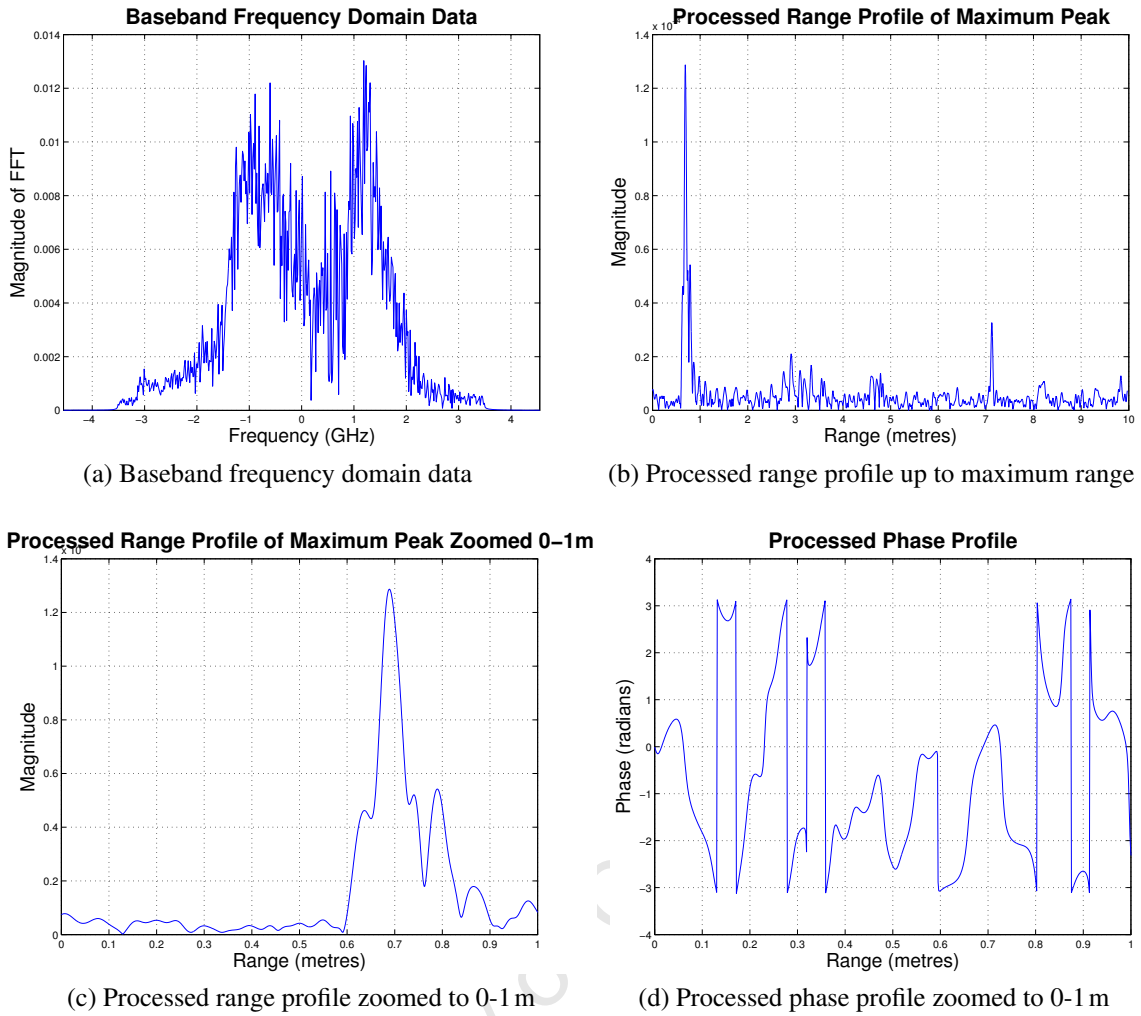 Baseband Frequency Domain Data
0.014
0.012
0.01
0.008
0.006
0.004
0.002
0
Magnitude of FFT
−4 −3 −2 −1 0 1 2 3 4
Frequency (GHz)
(a) Baseband frequency domain data
Processed Range Profile of Maximum Peak
1.4
1.2
1
0.8
0.6
0.4
0.2
0
Magnitude
0 1 2 3 4 5 6 7 8 9 10
Range (metres)
(b) Processed range profile up to maximum range
Processed Range Profile of Maximum Peak Zoomed 0−1m
1.4
1.2
1
0.8
0.6
0.4
0.2
0
Magnitude
0 0.1 0.2 0.3 0.4 0.5 0.6 0.7 0.8 0.9 1
Range (metres)
(c) Processed range profile zoomed to 0-1 m
Processed Phase Profile
4
3
2
1
0
−1
−2
−3
−4
Phase (radians)
0 0.1 0.2 0.3 0.4 0.5 0.6 0.7 0.8 0.9 1
Range (metres)
(d) Processed phase profile zoomed to 0-1 m